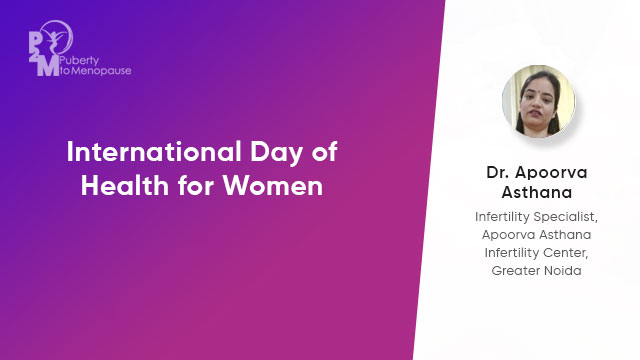 P2M
Puberty
to Menopause
International Day of
Health for Women
Dr. Apoorva
Asthana
Infertility Specialist,
Apoorva Asthana
Infertility Center,
Greater Noida